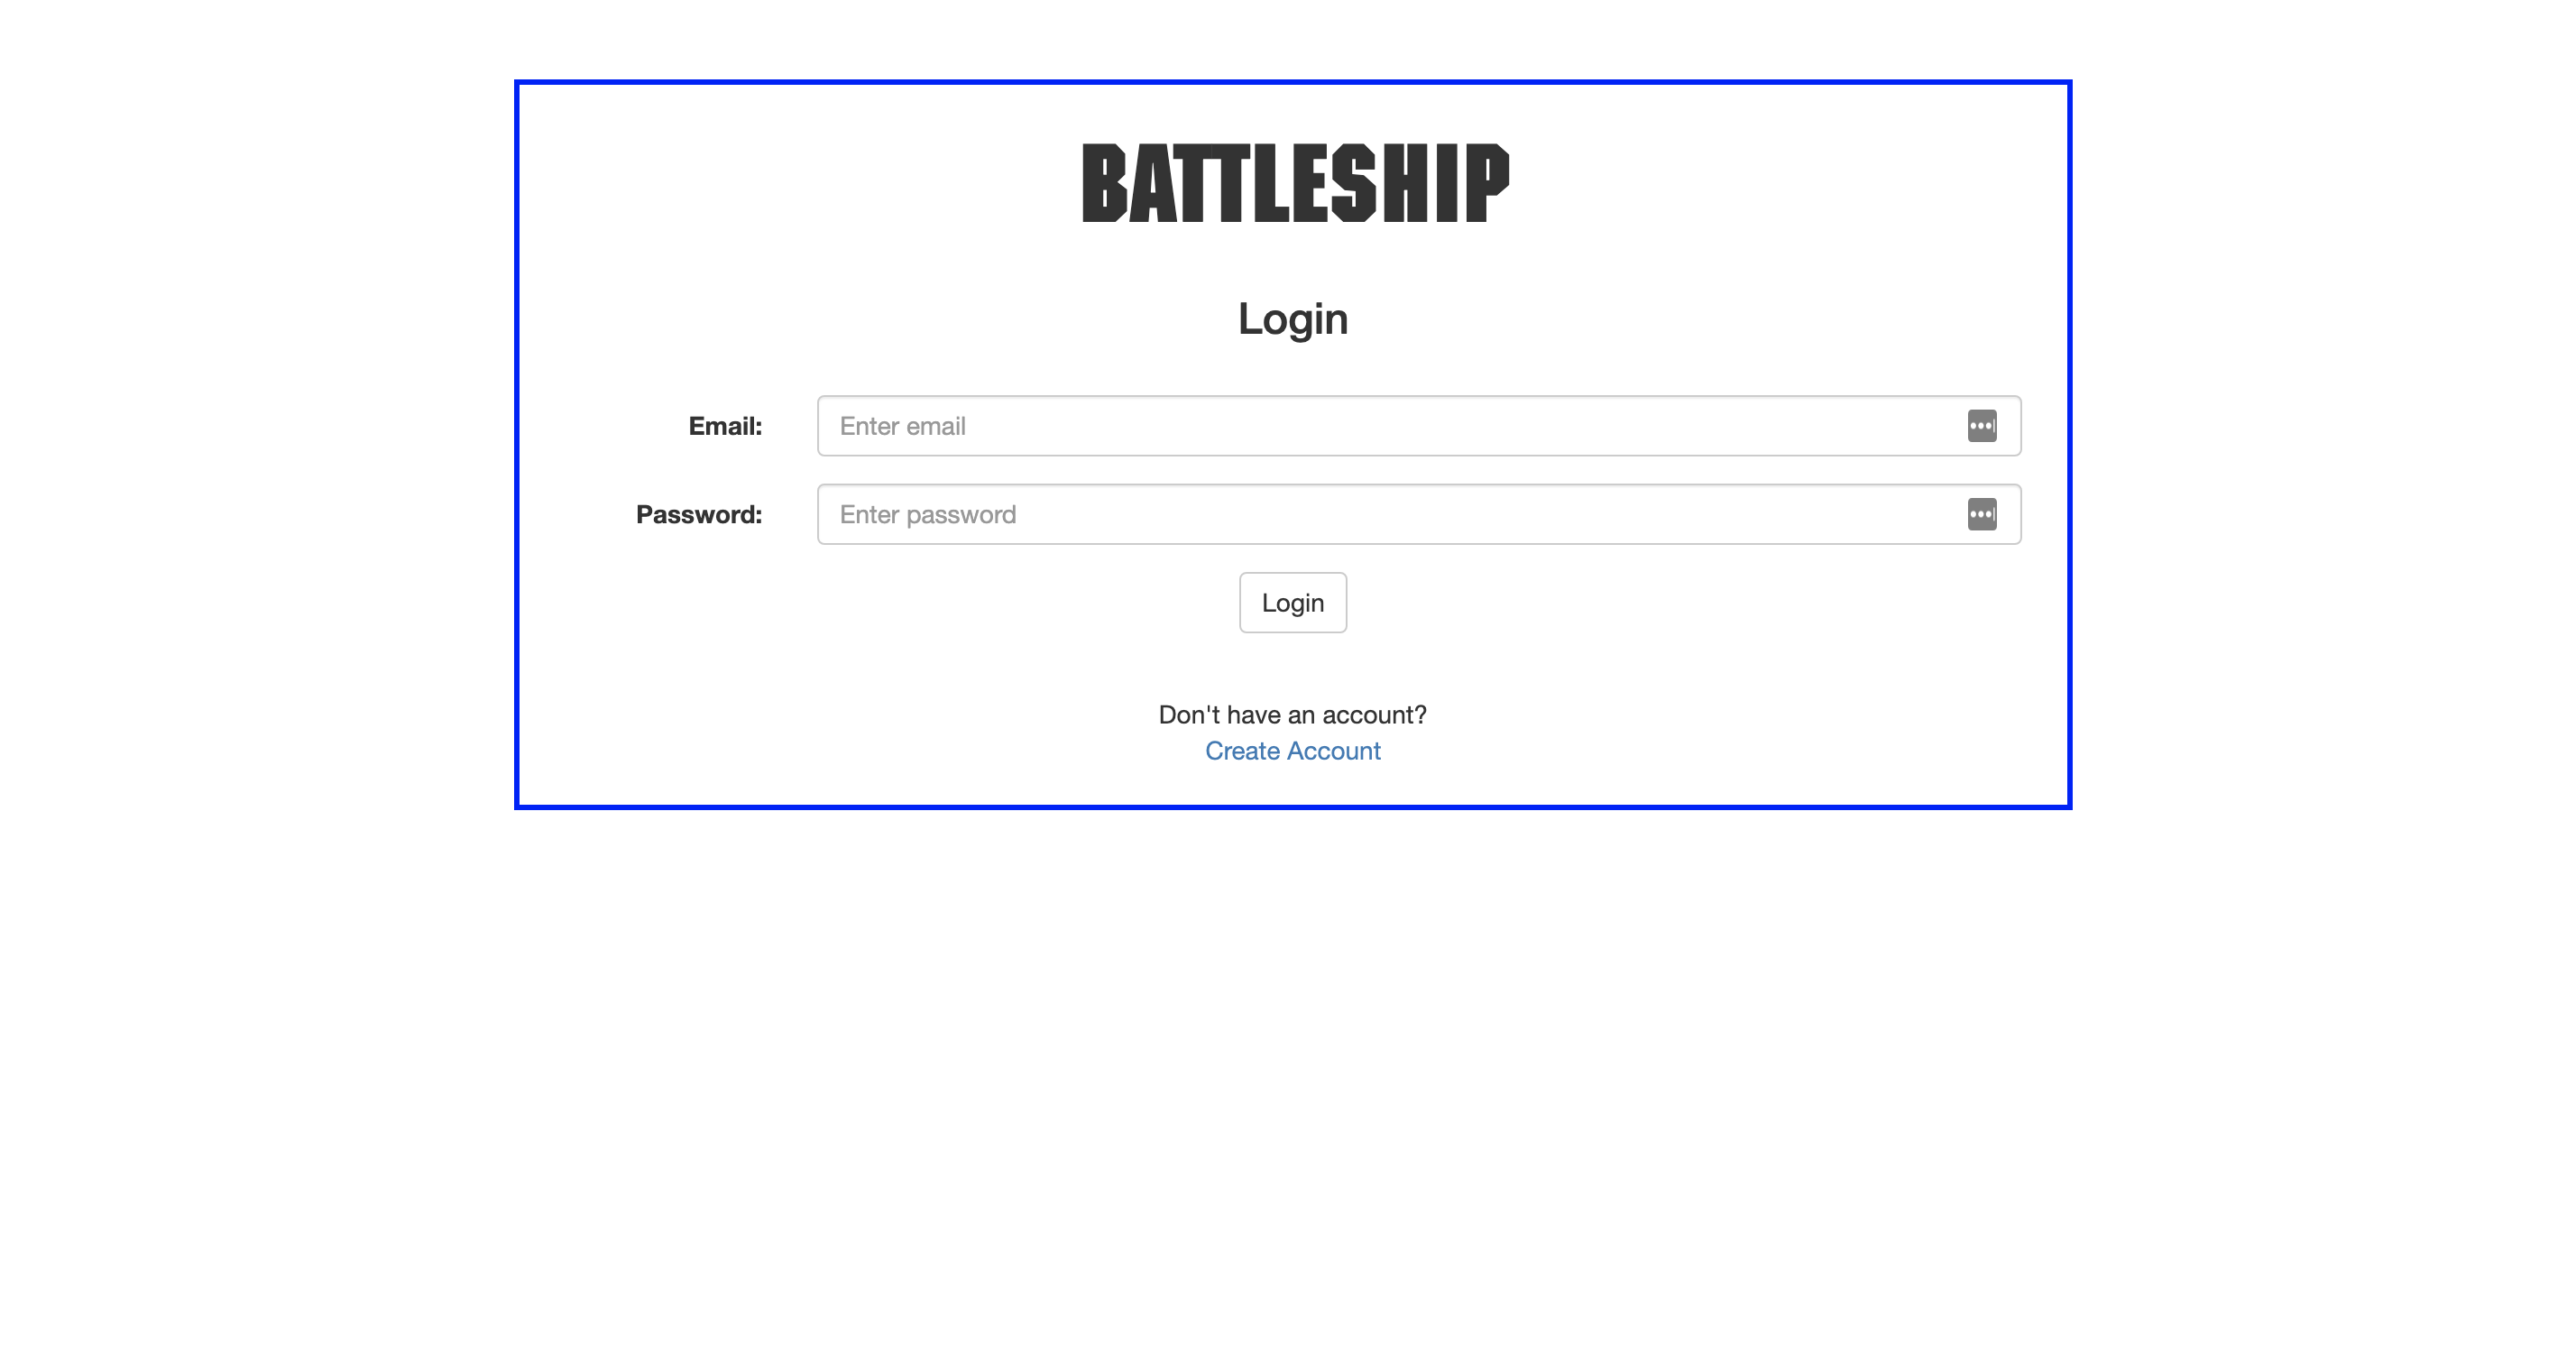 BATTLESHIP
Login
Email: Enter email
Password: Enter password
Login
Don't have an account?
Create Account